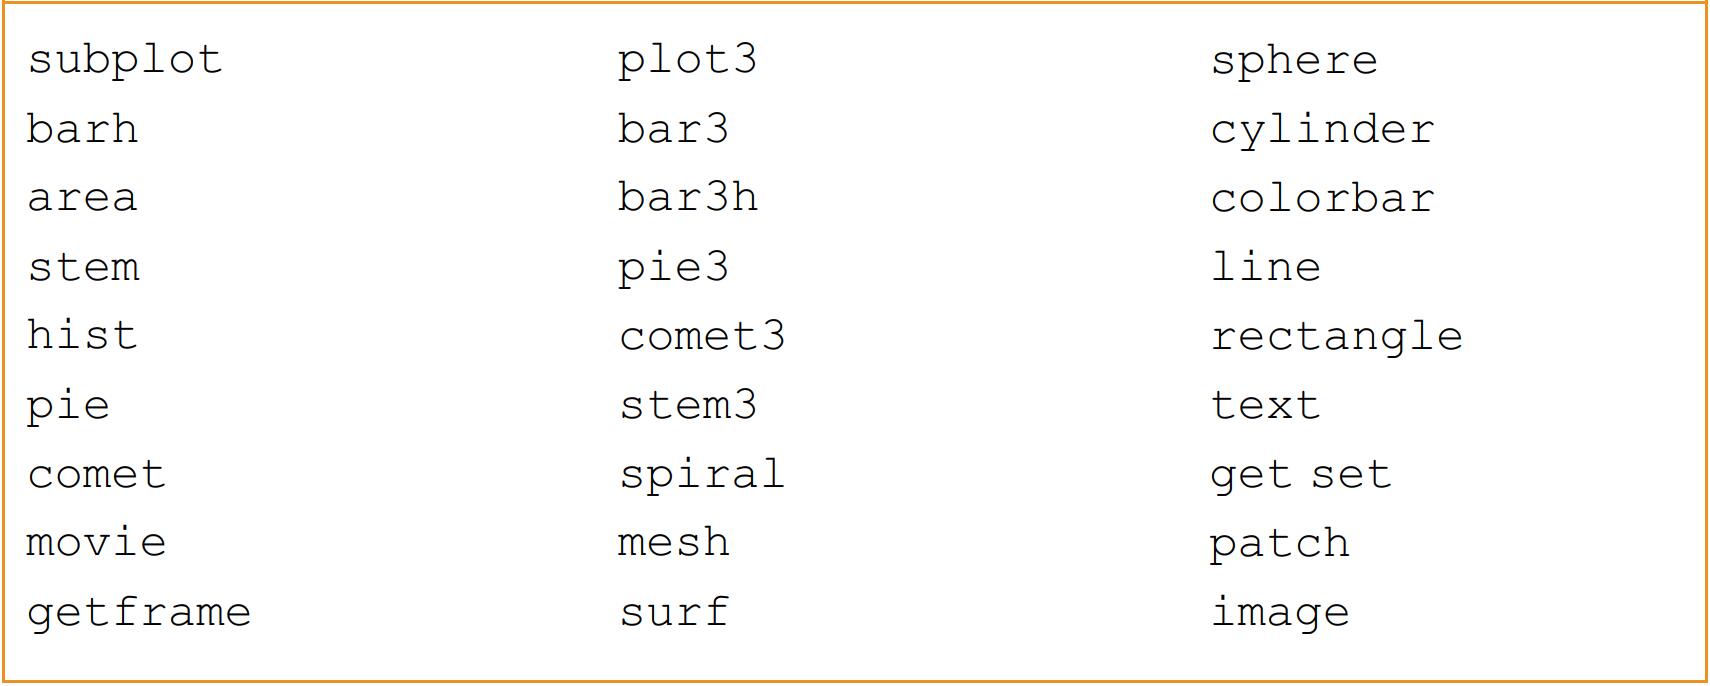 subplot
barh
area
stem
hist
pie
comet
movie
getframe
plot3
bar3
bar3h
pie3
comet3
stem3
spiral
mesh
surf
sphere
cylinder
colorbar
line
rectangle
text
get set
patch
image